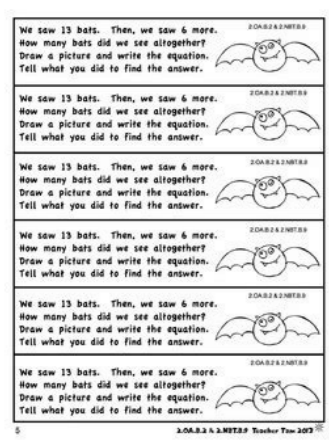 We saw 13 bats. Then, we saw 6 more.
2.OA.B.2 & 2.NBT.B.9
How many bats did we see altogether?
Draw a picture and write the equation.
Tell what you did to find the answer.
We saw 13 bats. Then, we saw 6 more.
2.OA.B.2 & 2.NBT.B.9
How many bats did we see altogether?
Draw a picture and write the equation.
Tell what you did to find the answer.
We saw 13 bats. Then, we saw 6 more.
2.OA.B.2 & 2.NBT.B.9
How many bats did we see altogether?
Draw a picture and write the equation.
Tell what you did to find the answer.
We saw 13 bats. Then, we saw 6 more.
2.OA.B.2 & 2.NBT.B.9
How many bats did we see altogether?
Draw a picture and write the equation.
Tell what you did to find the answer.
We saw 13 bats. Then, we saw 6 more.
2.OA.B.2 & 2.NBT.B.9
How many bats did we see altogether?
Draw a picture and write the equation.
Tell what you did to find the answer.
We saw 13 bats. Then, we saw 6 more.
2.OA.B.2 & 2.NBT.B.9
How many bats did we see altogether?
Draw a picture and write the equation.
Tell what you did to find the answer.
5 2.OA.B.2 & 2.NBT.B.9 Teacher Tam 2013